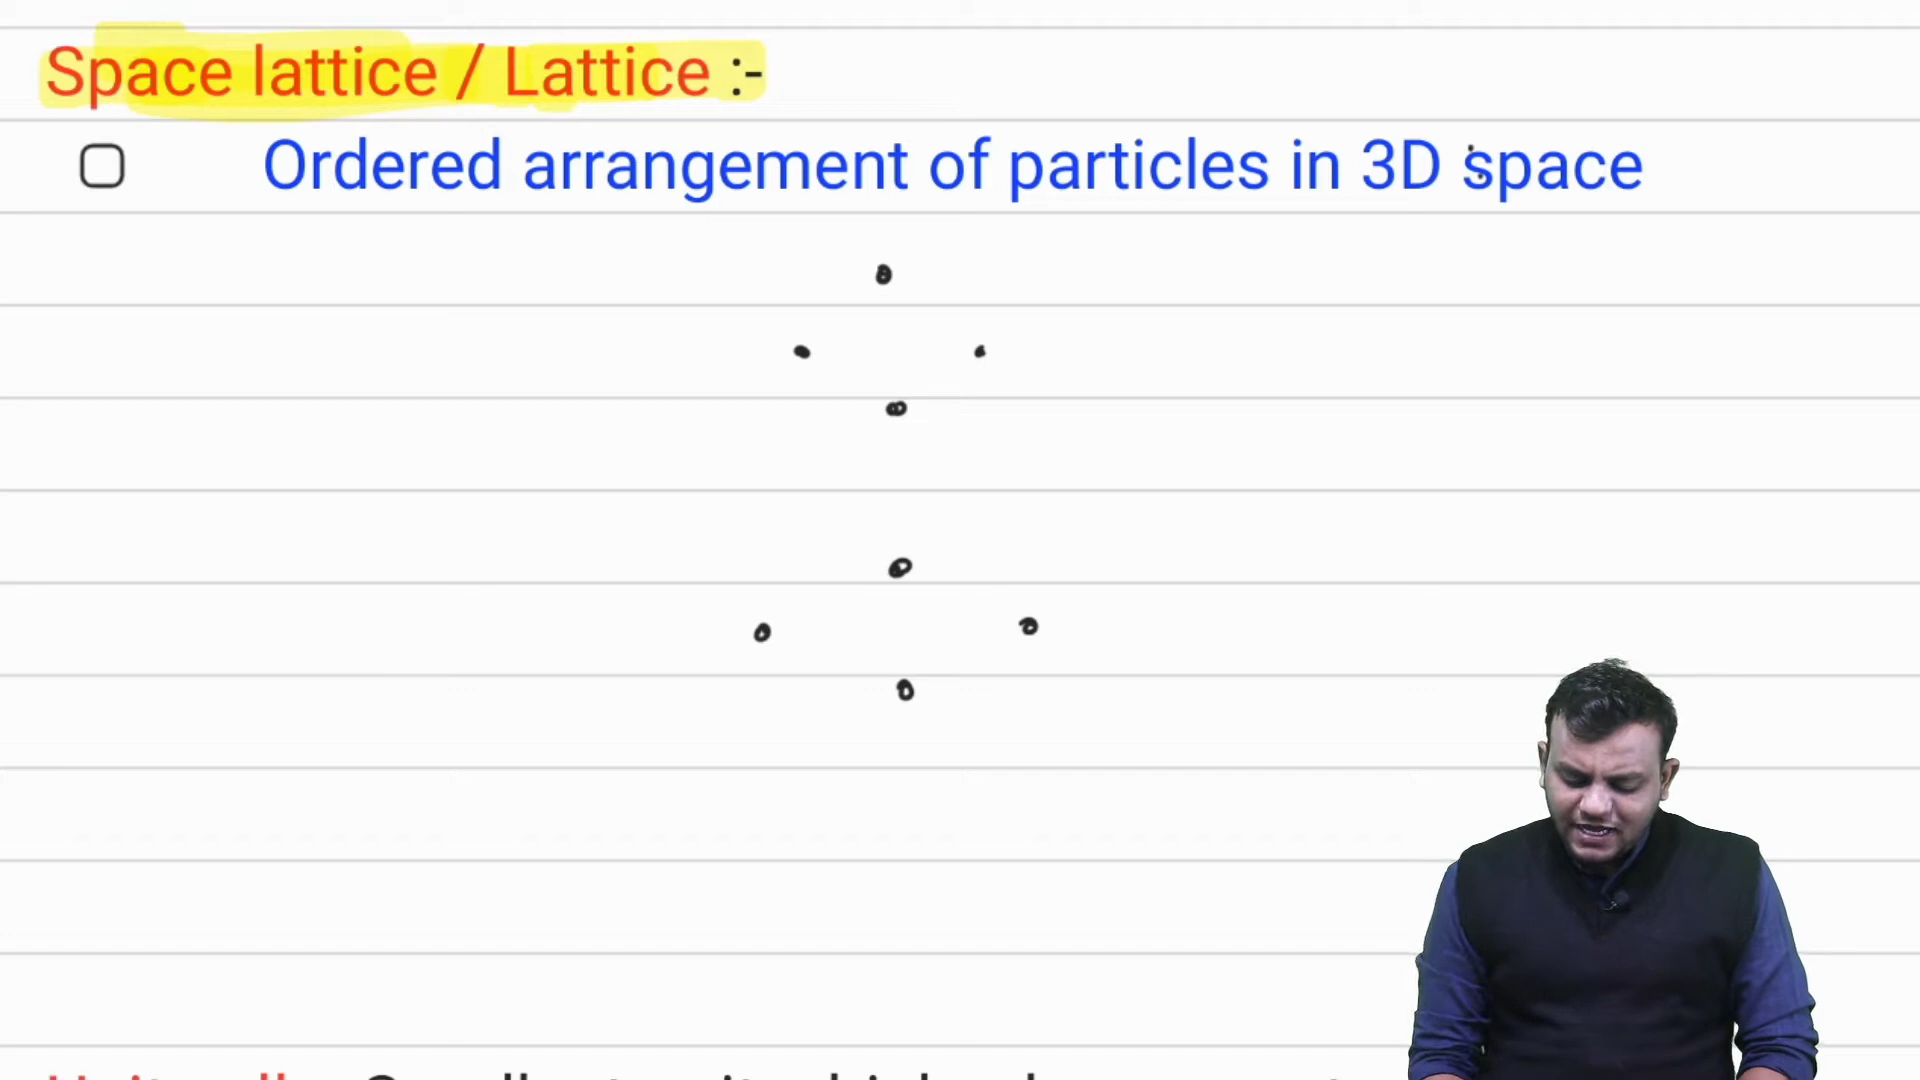 Space lattice / Lattice :-
Ordered arrangement of particles in 3D space